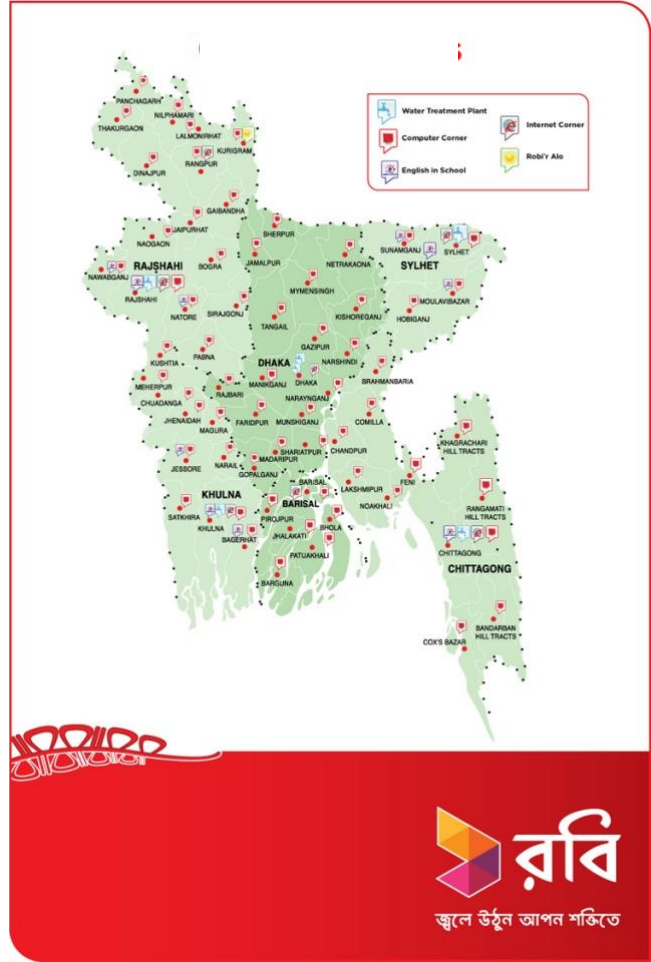 Water Treatment Plant
Internet Corner
Computer Corner
Robi'r Alo
English in School
PANCHAGARH
THAKURGAON
NILPHAMARI
LALMONIRHAT
KURIGRAM
RANGPUR
DINAJPUR
GAIBANDHA
JAIPURHAT
NAOGAON
SHERPUR
RAJSHAHI
BOGRA
JAMALPUR
NETRAKAONA
SUNAMGANJ
SYLHET
SYLHET
NAWABGANJ
RAJSHAHI
MYMENSINGH
MOULAVIBAZAR
NATORE
SIRAJGONJ
KISHOREGANJ
HOBIGANJ
TANGAIL
GAZIPUR
KUSHTIA
PABNA
DHAKA
NARSHINDI
MEHERPUR
MANIKGANJ
DHAKA
BRAHMANBARIA
CHUADANGA
RAJBARI
NARAYNGANJ
JHENAIDAH
MAGURA
FARIDPUR
MUNSHIGANJ
COMILLA
KHAGRACHARI
HILL TRACTS
SHARIATPUR
CHANDPUR
MADARIPUR
JESSORE
NARAIL
GOPALGANJ
FENI
BARISAL
LAKSHMIPUR
RANGAMATI
HILL TRACTS
KHULNA
BARISAL
NOAKHALI
SATKHIRA
PIROJPUR
KHULNA
JHALAKATI
BHOLA
BAGERHAT
PATUAKHALI
CHITTAGONG
CHITTAGONG
BARGUNA
BANDARBAN
HILL TRACTS
COX'S BAZAR
রবি
জ্বলে উঠুন আপন শক্তিতে